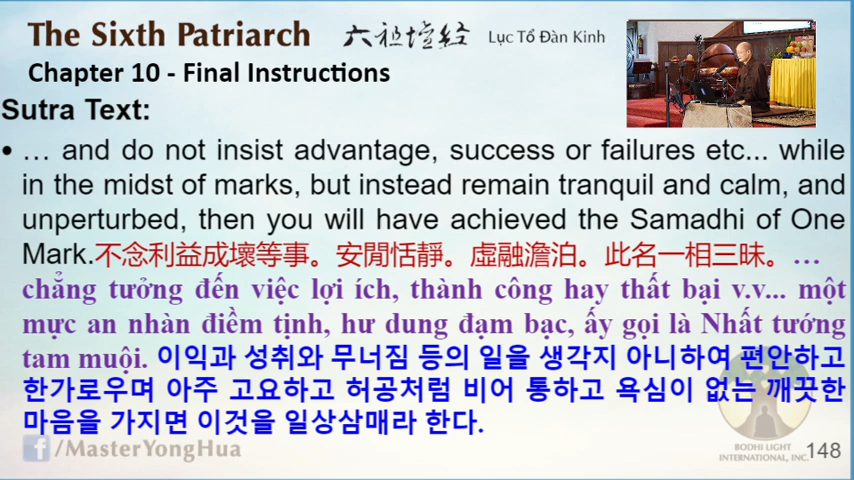 The Sixth Patriarch 六祖壇经 Lục Tổ Đàn Kinh
Chapter 10 - Final Instructions
Sutra Text:
• … and do not insist advantage, success or failures etc... while
in the midst of marks, but instead remain tranquil and calm, and
unperturbed, then you will have achieved the Samadhi of One
Mark.不念利益成壞等事。安閒恬靜。虛融澹泊。此名一相三昧。…
chẳng tưởng đến việc lợi ích, thành công hay thất bại v.v... một
mực an nhàn điềm tịnh, hư dung đạm bạc, ấy gọi là Nhất tướng
tam muội. 이익과 성취와 무너짐 등의 일을 생각지 아니하여 편안하고
한가로우며 아주 고요하고 허공처럼 비어 통하고 욕심이 없는 깨끗한
마음을 가지면 이것을 일상삼매라 한다.
f/MasterYongHua
BODHI LIGHT
INTERNATIONAL, INC.
148